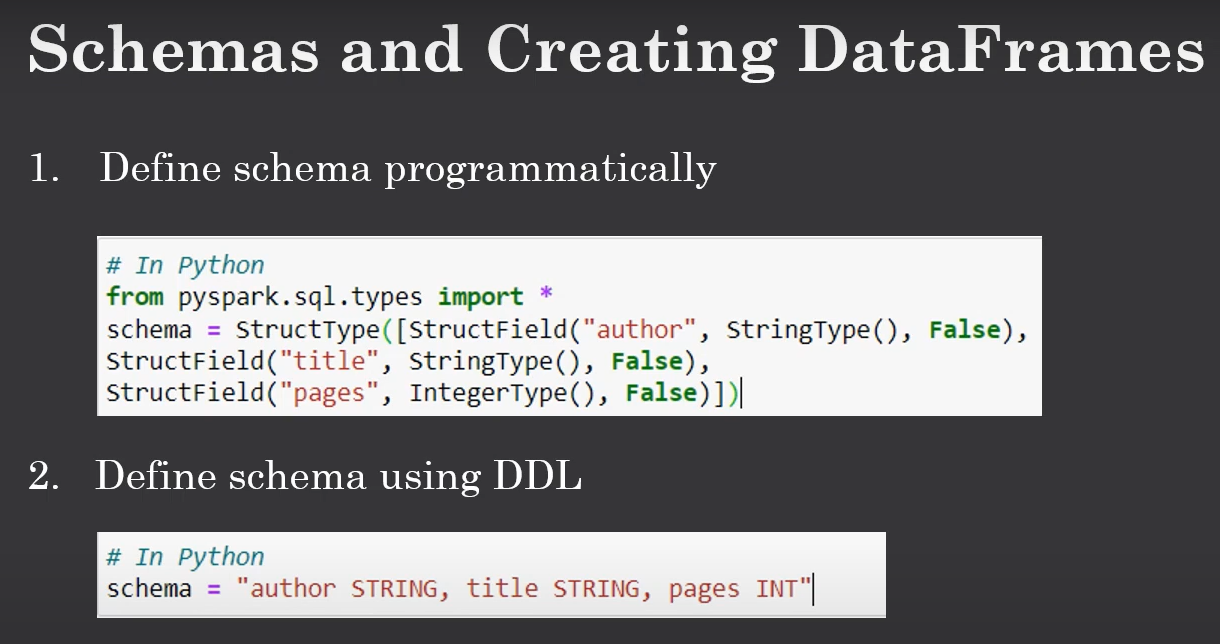 Schemas and Creating DataFrames
1. Define schema programmatically
# In Python
from pyspark.sql.types import *
schema = StructType([StructField("author", StringType(), False),
StructField("title", StringType(), False),
StructField("pages", IntegerType(), False)])
2. Define schema using DDL
# In Python
schema = "author STRING, title STRING, pages INT"